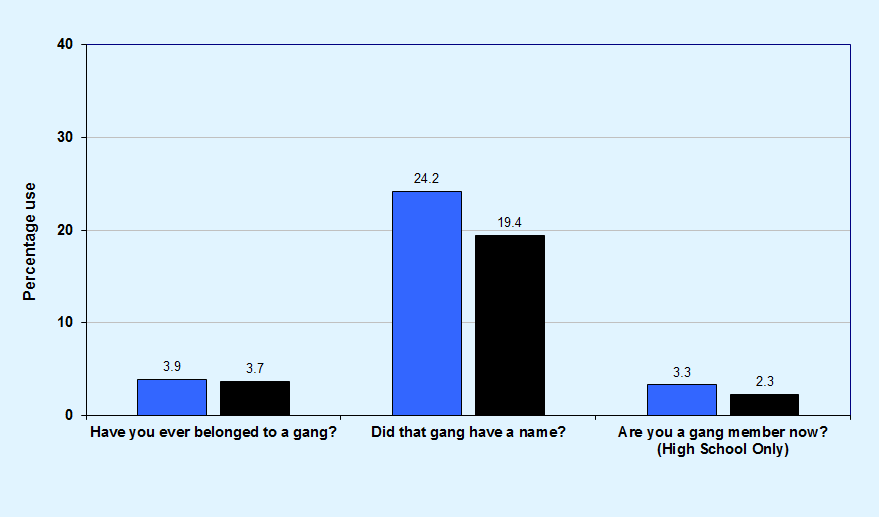 40
30
20
10
0
Percentage use
3.9
3.7
24.2
19.4
3.3
2.3
Have you ever belonged to a gang?
Did that gang have a name?
Are you a gang member now?
(High School Only)